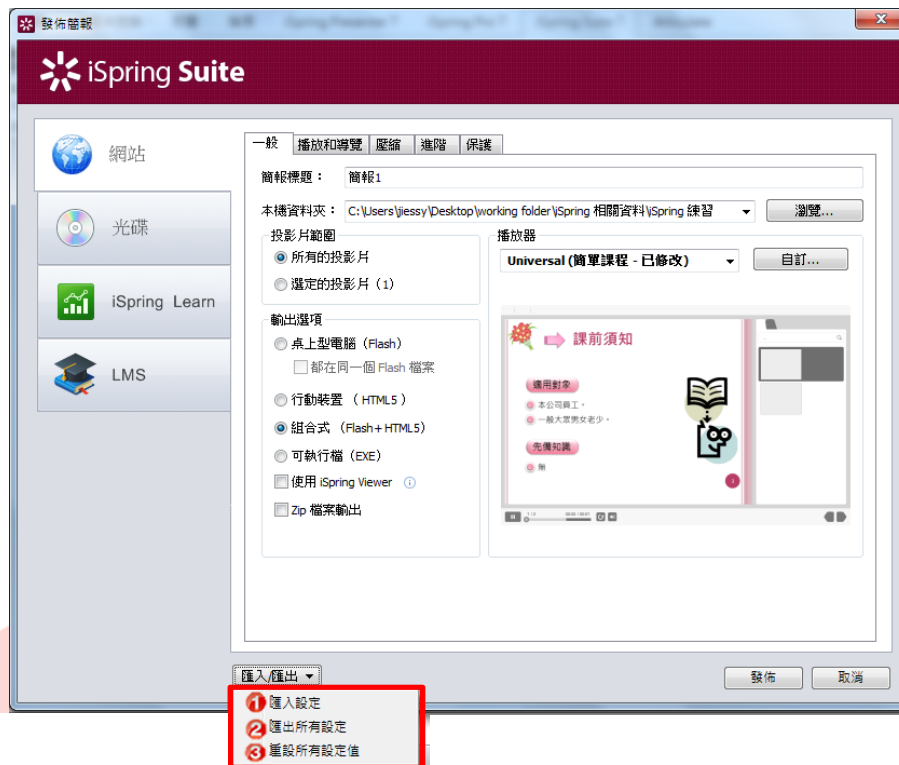 發佈簡報
iSpring Suite
網站
光碟
iSpring Learn
LMS
一般 播放和導覽 壓縮 進階 保護
簡報標題： 簡報1
本機資料夾： C:\Users\jiessy\Desktop\working folder\iSpring 相關資料\iSpring 練習 瀏覽...
投影片範圍
所有的投影片
選定的投影片（1）
輸出選項
桌上型電腦（Flash）
都在同一個 Flash 檔案
行動裝置 （ HTML5 ）
組合式 （Flash+HTML5）
可執行檔（EXE）
使用 iSpring Viewer
Zip 檔案輸出
播放器
Universal (簡單課程 - 已修改) 自訂...
課前須知
適用對象
本公司員工。
一般大眾男女老少。
先備知識
無
匯入/匯出 發佈 取消
1 匯入設定
2 匯出所有設定
3 重設所有設定值